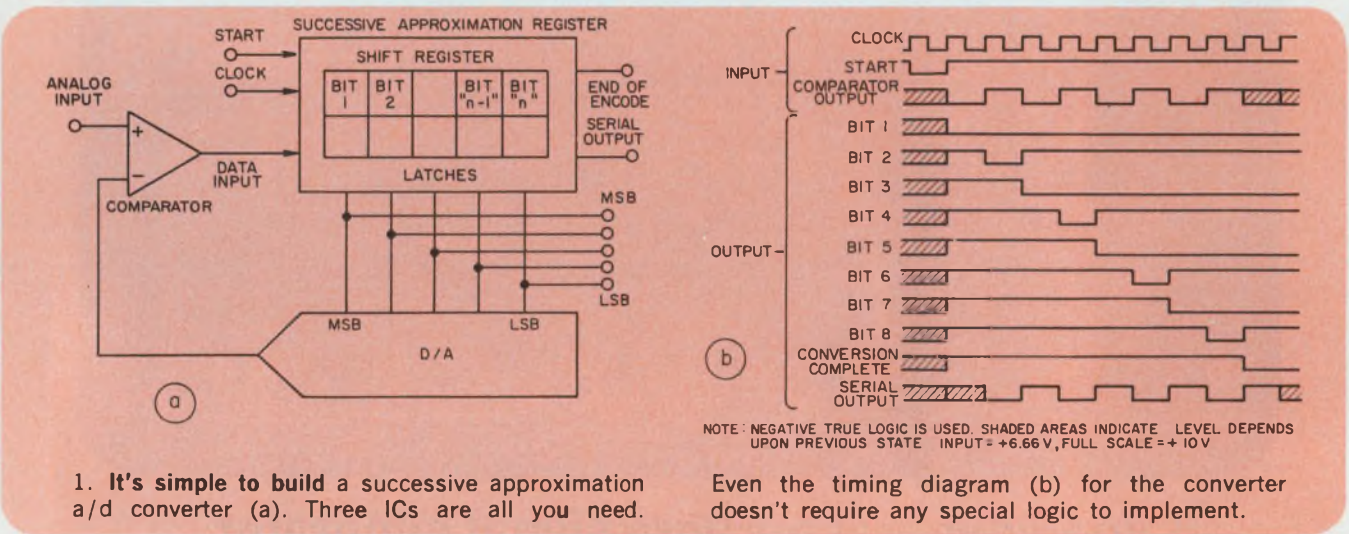 SUCCESSIVE APPROXIMATION REGISTER
START
CLOCK
ANALOG
INPUT
+
−
COMPARATOR
DATA
INPUT
SHIFT REGISTER
BIT
1
BIT
2
BIT
"n-1"
BIT
"n"
LATCHES
END OF
ENCODE
SERIAL
OUTPUT
MSB
LSB
MSB
LSB
D/A
a
INPUT
CLOCK
START
COMPARATOR
OUTPUT
OUTPUT
BIT 1
BIT 2
BIT 3
BIT 4
BIT 5
BIT 6
BIT 7
BIT 8
CONVERSION
COMPLETE
SERIAL
OUTPUT
b
NOTE: NEGATIVE TRUE LOGIC IS USED. SHADED AREAS INDICATE LEVEL DEPENDS
UPON PREVIOUS STATE INPUT = +6.66 V, FULL SCALE = + 10 V
1. It's simple to build a successive approximation
a/d converter (a). Three ICs are all you need.
Even the timing diagram (b) for the converter
doesn't require any special logic to implement.